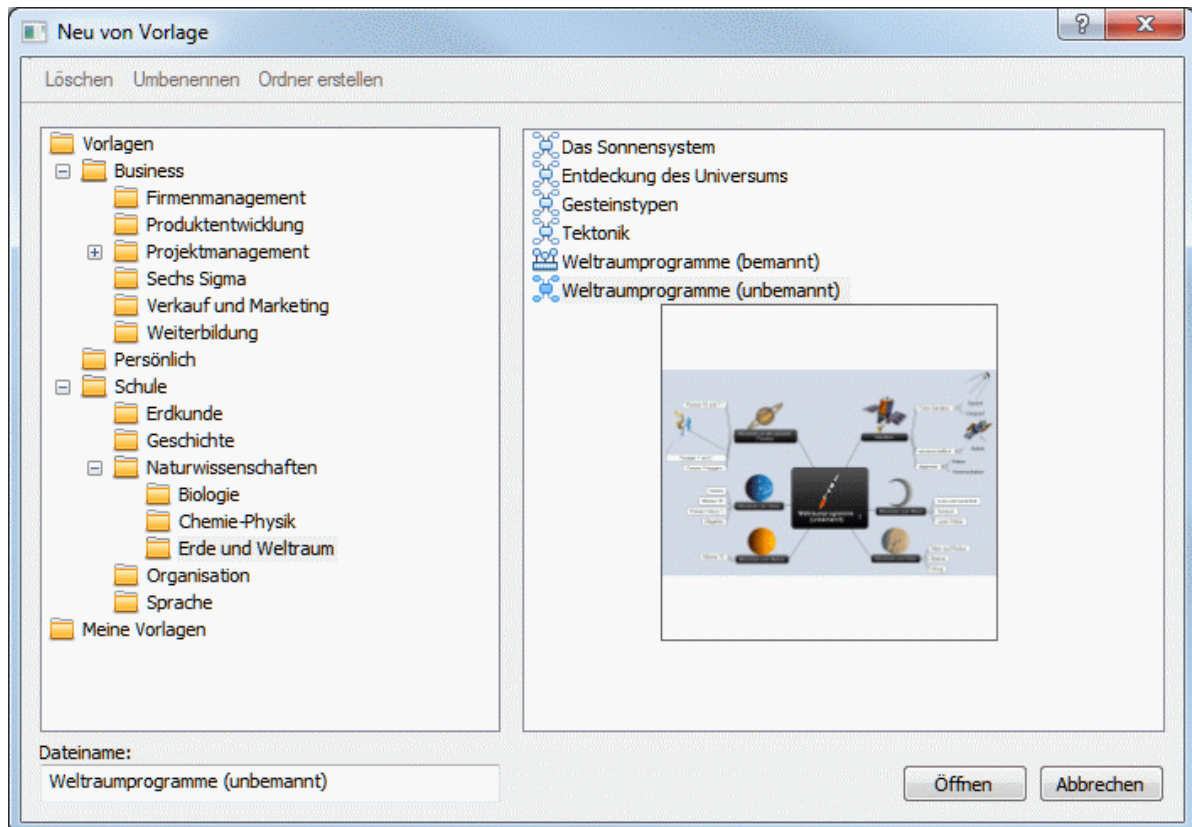 Neu von Vorlage
Löschen Umbenennen Ordner erstellen
Vorlagen
Business
Firmenmanagement
Produktentwicklung
Projektmanagement
Sechs Sigma
Verkauf und Marketing
Weiterbildung
Persönlich
Schule
Erdkunde
Geschichte
Naturwissenschaften
Biologie
Chemie-Physik
Erde und Weltraum
Organisation
Sprache
Meine Vorlagen
Das Sonnensystem
Entdeckung des Universums
Gesteinstypen
Tektonik
Weltraumprogramme (bemannt)
Weltraumprogramme (unbemannt)
Weltraumprogramme
(unbemannt)
Dateiname:
Weltraumprogramme (unbemannt)
Öffnen Abbrechen